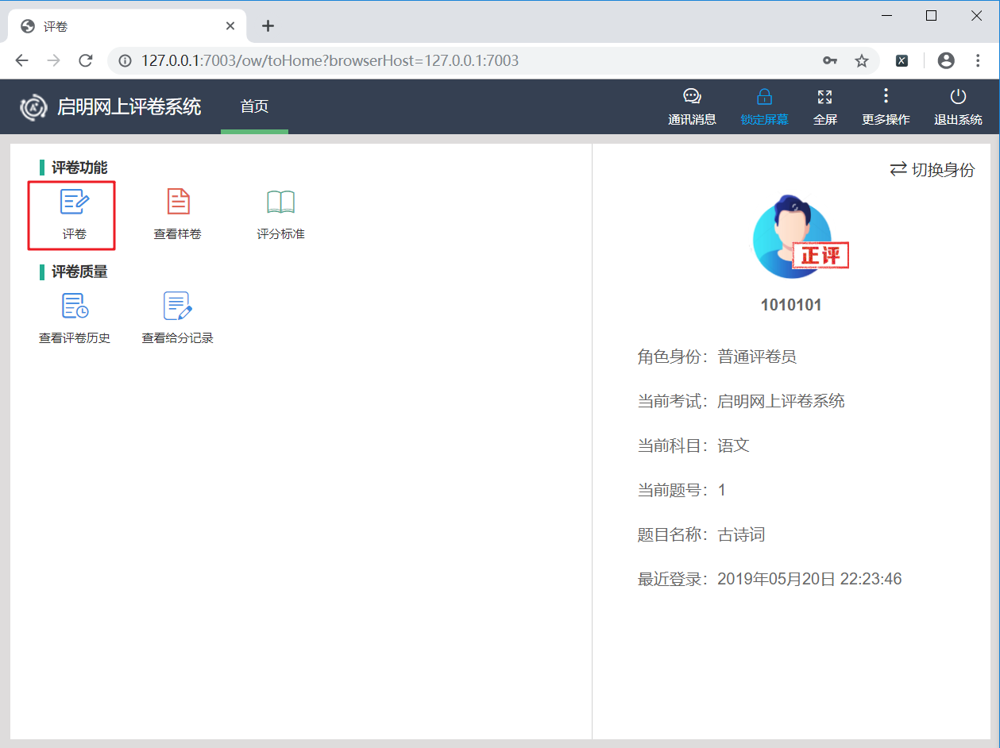 评卷
127.0.0.1:7003/ow/toHome?browserHost=127.0.0.1:7003
启明网上评卷系统
首页
通讯消息
锁定屏幕
全屏
更多操作
退出系统
评卷功能
评卷
查看样卷
评分标准
评卷质量
查看评卷历史
查看给分记录
切换身份
正评
1010101
角色身份：普通评卷员
当前考试：启明网上评卷系统
当前科目：语文
当前题号：1
题目名称：古诗词
最近登录：2019年05月20日 22:23:46